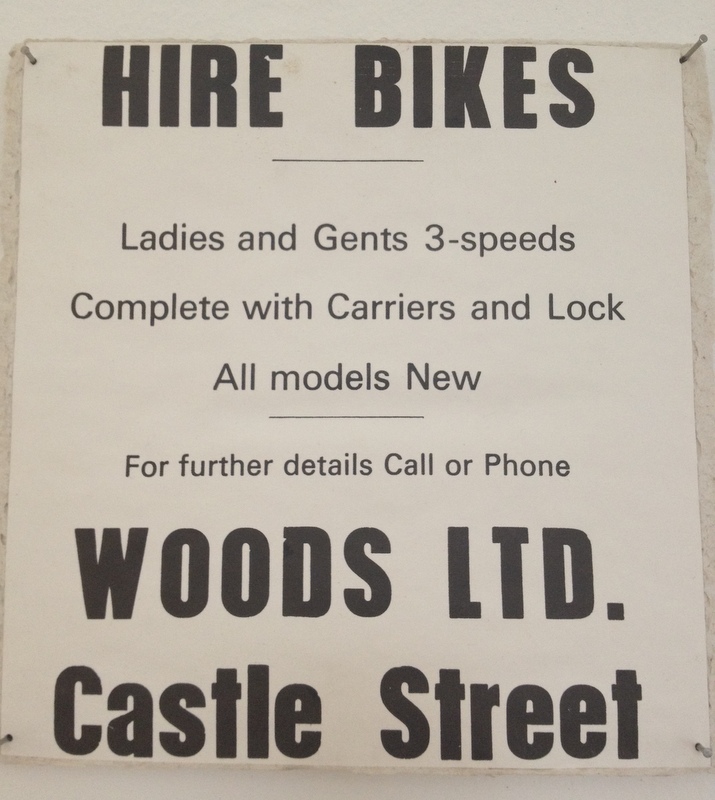 HIRE BIKES
Ladies and Gents 3-speeds
Complete with Carriers and Lock
All models New
For further details Call or Phone
WOODS LTD.
Castle Street